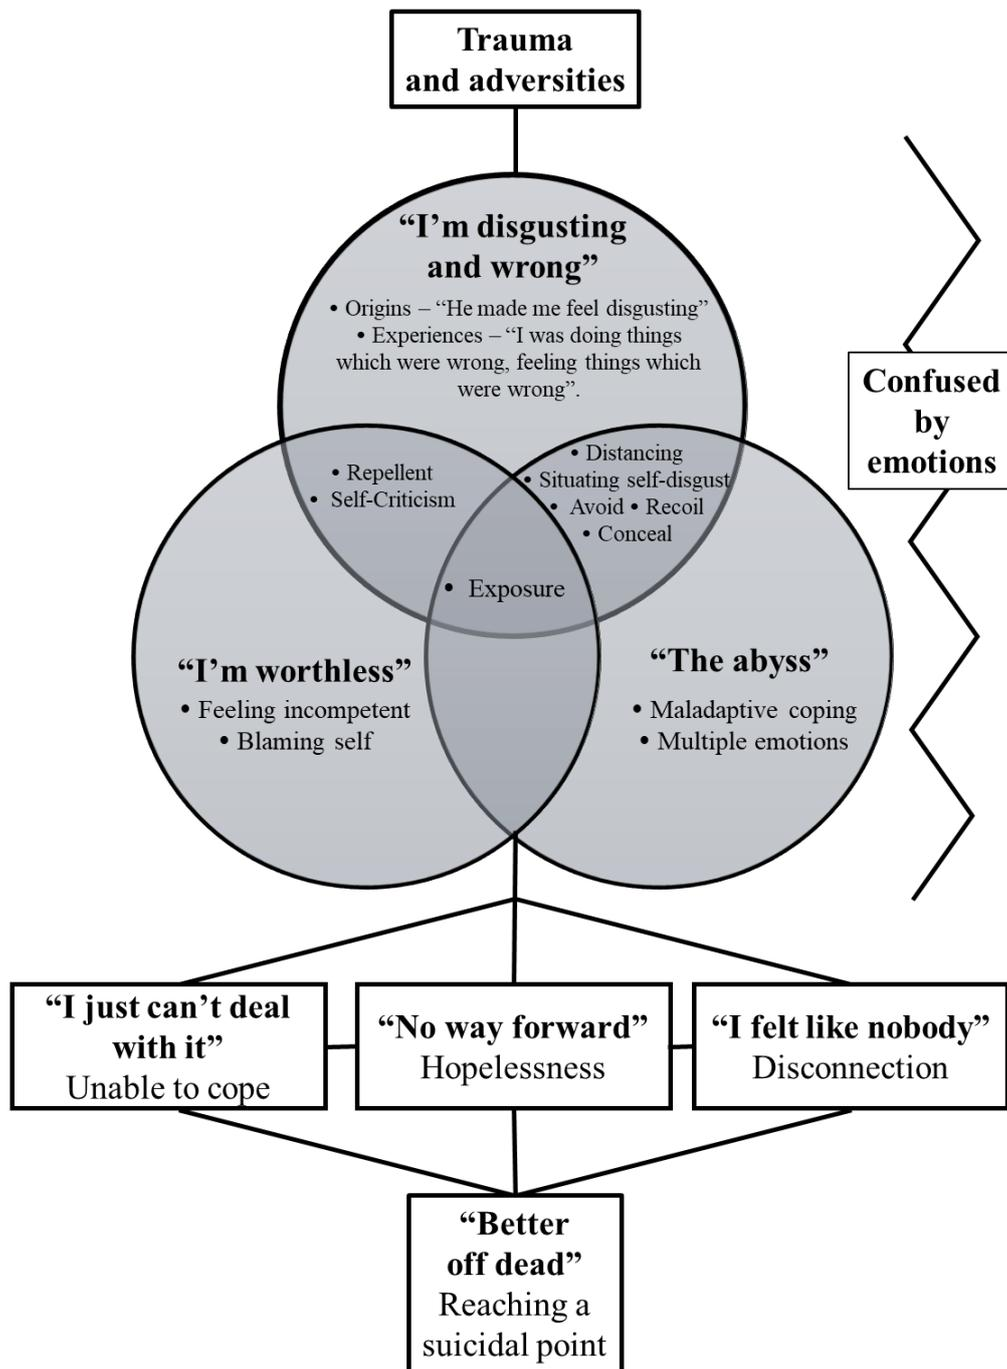 Trauma
and adversities
“I’m disgusting
and wrong”
• Origins – “He made me feel disgusting”
• Experiences – “I was doing things
which were wrong, feeling things which
were wrong”.
Confused
by
emotions
• Repellent
• Self-Criticism
• Distancing
• Situating self-disgust
• Avoid • Recoil
• Conceal
• Exposure
“I’m worthless”
• Feeling incompetent
• Blaming self
“The abyss”
• Maladaptive coping
• Multiple emotions
“I just can’t deal
with it”
Unable to cope
“No way forward”
Hopelessness
“I felt like nobody”
Disconnection
“Better
off dead”
Reaching a
suicidal point